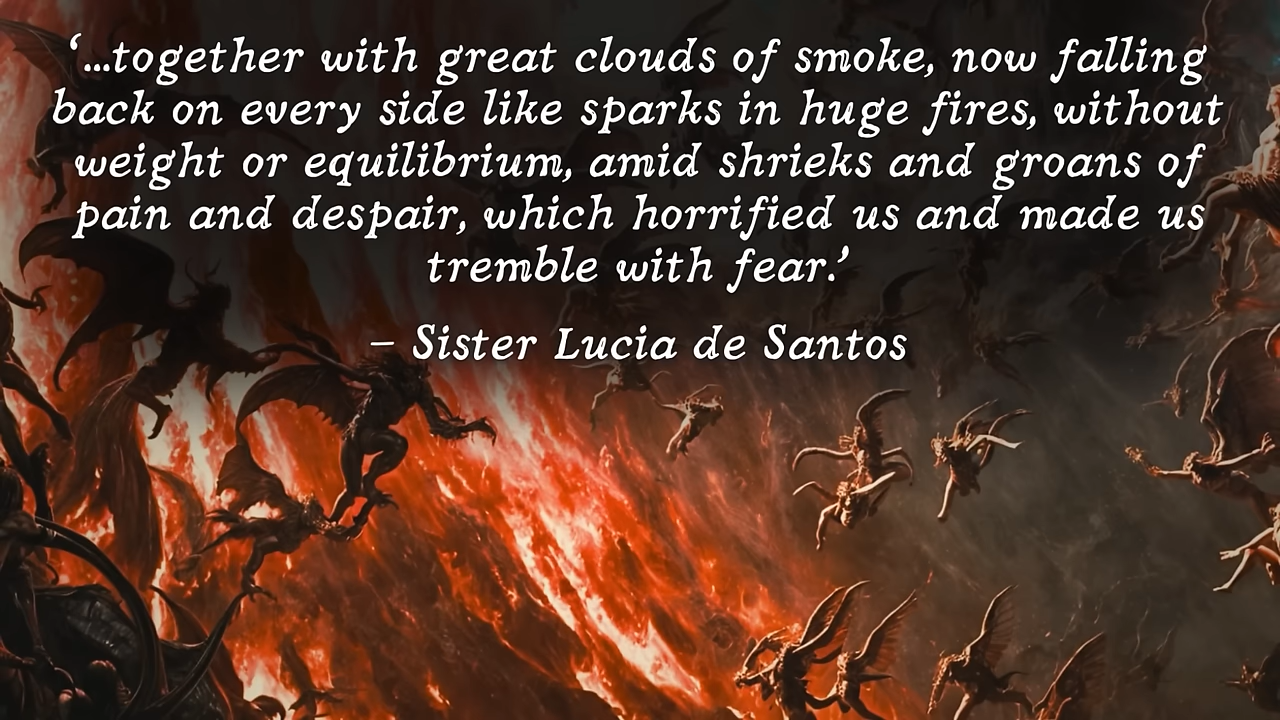 ‘...together with great clouds of smoke, now falling
back on every side like sparks in huge fires, without
weight or equilibrium, amid shrieks and groans of
pain and despair, which horrified us and made us
tremble with fear.’
– Sister Lucia de Santos